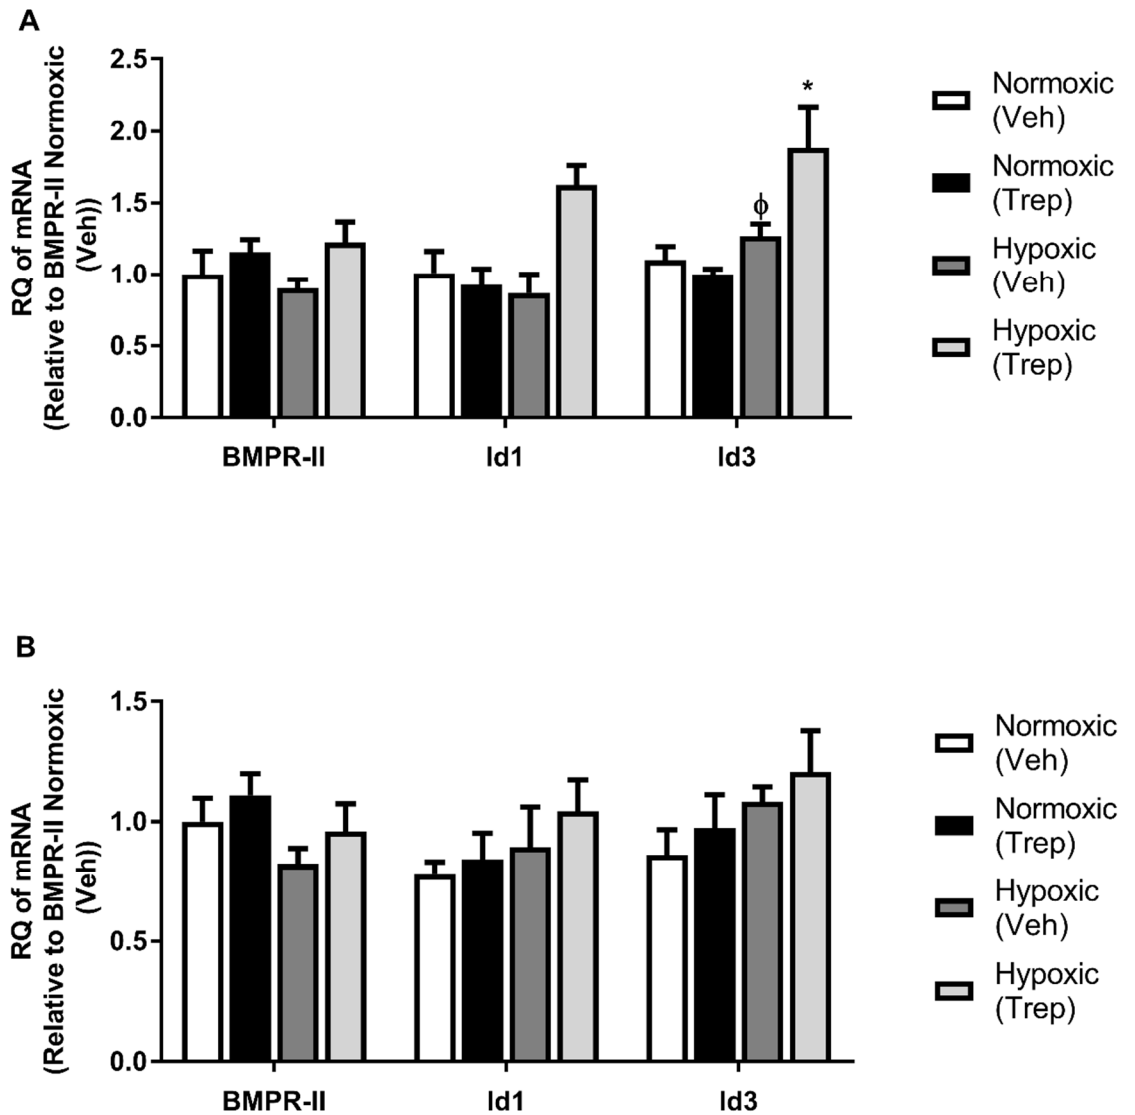 A
RQ of mRNA
(Relative to BMPR-II Normoxic
(Veh))
2.5
2.0
1.5
1.0
0.5
0.0
*
ϕ
BMPR-II
Id1
Id3
Normoxic
(Veh)
Normoxic
(Trep)
Hypoxic
(Veh)
Hypoxic
(Trep)
B
RQ of mRNA
(Relative to BMPR-II Normoxic
(Veh))
1.5
1.0
0.5
0.0
BMPR-II
Id1
Id3
Normoxic
(Veh)
Normoxic
(Trep)
Hypoxic
(Veh)
Hypoxic
(Trep)